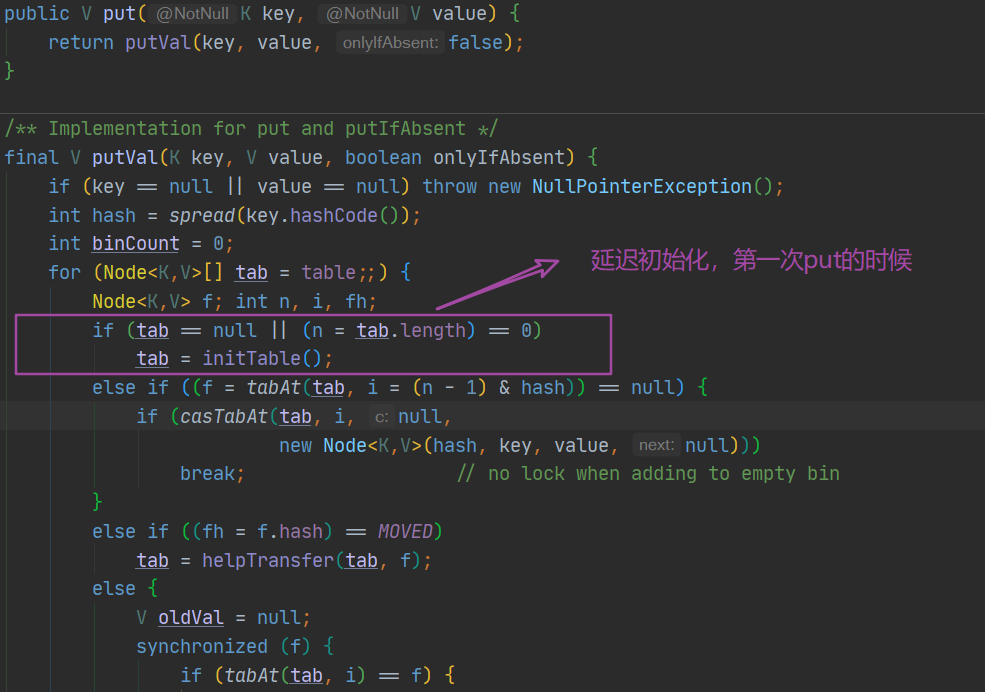 public V put( @NotNull K key, @NotNull V value) {
return putVal(key, value, onlyIfAbsent: false);
}
/** Implementation for put and putIfAbsent */
final V putVal(K key, V value, boolean onlyIfAbsent) {
if (key == null || value == null) throw new NullPointerException();
int hash = spread(key.hashCode());
int binCount = 0;
for (Node<K,V>[] tab = table;;) {
延迟初始化，第一次put的时候
Node<K,V> f; int n, i, fh;
if (tab == null || (n = tab.length) == 0)
tab = initTable();
else if ((f = tabAt(tab, i = (n - 1) & hash)) == null) {
if (casTabAt(tab, i, c: null,
new Node<K,V>(hash, key, value, next: null)))
break; // no lock when adding to empty bin
}
else if ((fh = f.hash) == MOVED)
tab = helpTransfer(tab, f);
else {
V oldVal = null;
synchronized (f) {
if (tabAt(tab, i) == f) {